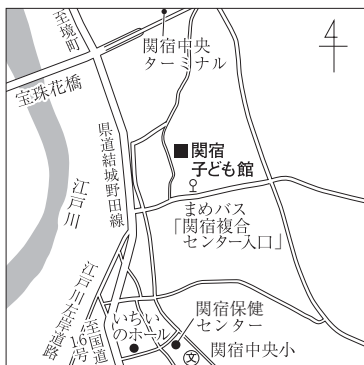 至境町
関宿中央
ターミナル
宝珠花橋
県道結城野田線
関宿
子ども館
江戸川
まめバス
「関宿複合
センター入口」
江戸川左岸道路
至国道
16号
いちい
のホール
関宿保健
センター
関宿中央小
文